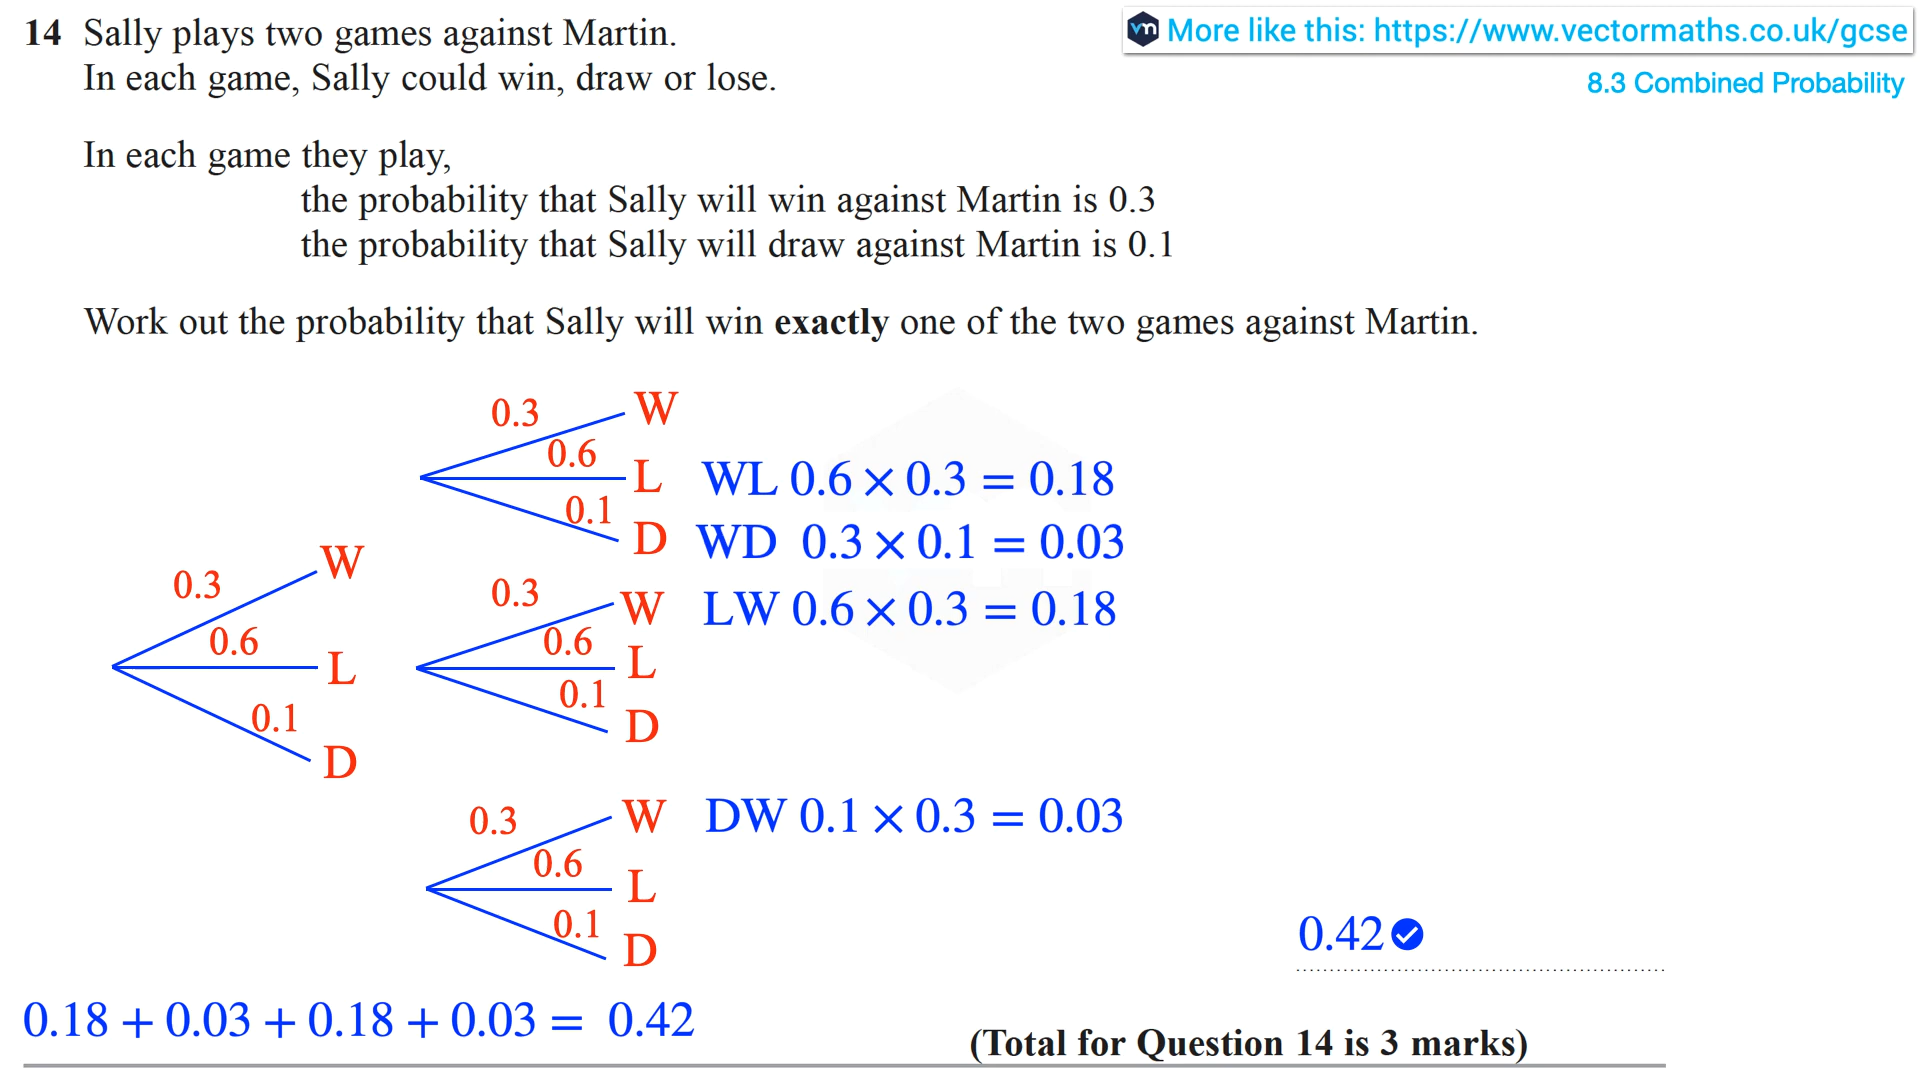 14 Sally plays two games against Martin.
vm More like this: https://www.vectormaths.co.uk/gcse
In each game, Sally could win, draw or lose.
8.3 Combined Probability
In each game they play,
the probability that Sally will win against Martin is 0.3
the probability that Sally will draw against Martin is 0.1
Work out the probability that Sally will win exactly one of the two games against Martin.
0.3 W
0.6 L WL 0.6 × 0.3 = 0.18
0.1 D WD 0.3 × 0.1 = 0.03
0.3 W
0.6 L
0.1 D
0.3 W LW 0.6 × 0.3 = 0.18
0.6 L
0.1 D
0.3 W DW 0.1 × 0.3 = 0.03
0.6 L
0.1 D
0.42
0.18 + 0.03 + 0.18 + 0.03 = 0.42
(Total for Question 14 is 3 marks)